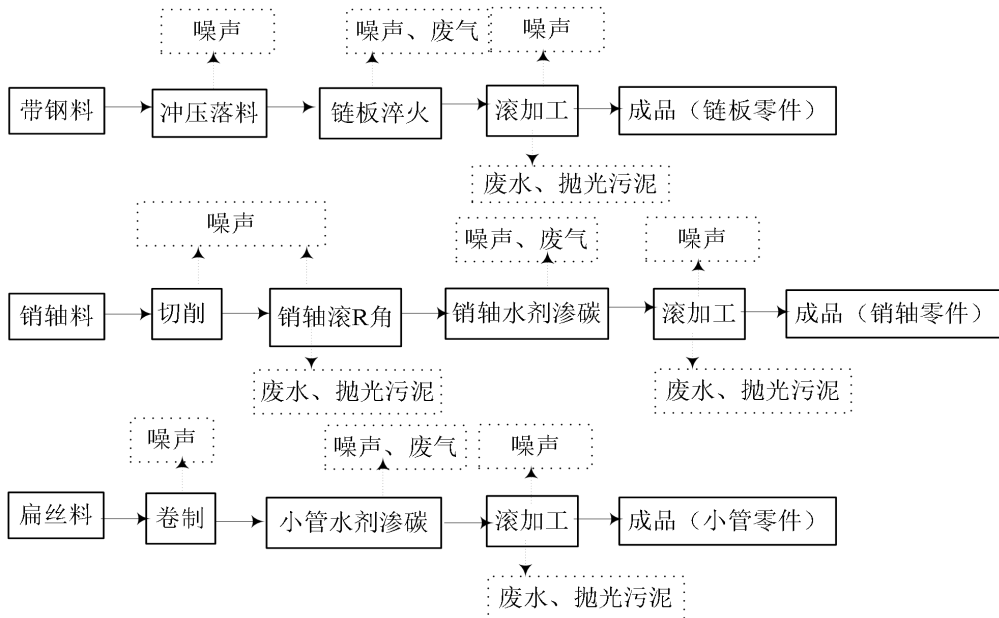 噪声
噪声、废气
噪声
带钢料
冲压落料
链板淬火
滚加工
成品（链板零件）
废水、抛光污泥
噪声
噪声、废气
噪声
销轴料
切削
销轴滚R角
销轴水剂渗碳
滚加工
成品（销轴零件）
废水、抛光污泥
废水、抛光污泥
噪声
噪声、废气
噪声
扁丝料
卷制
小管水剂渗碳
滚加工
成品（小管零件）
废水、抛光污泥